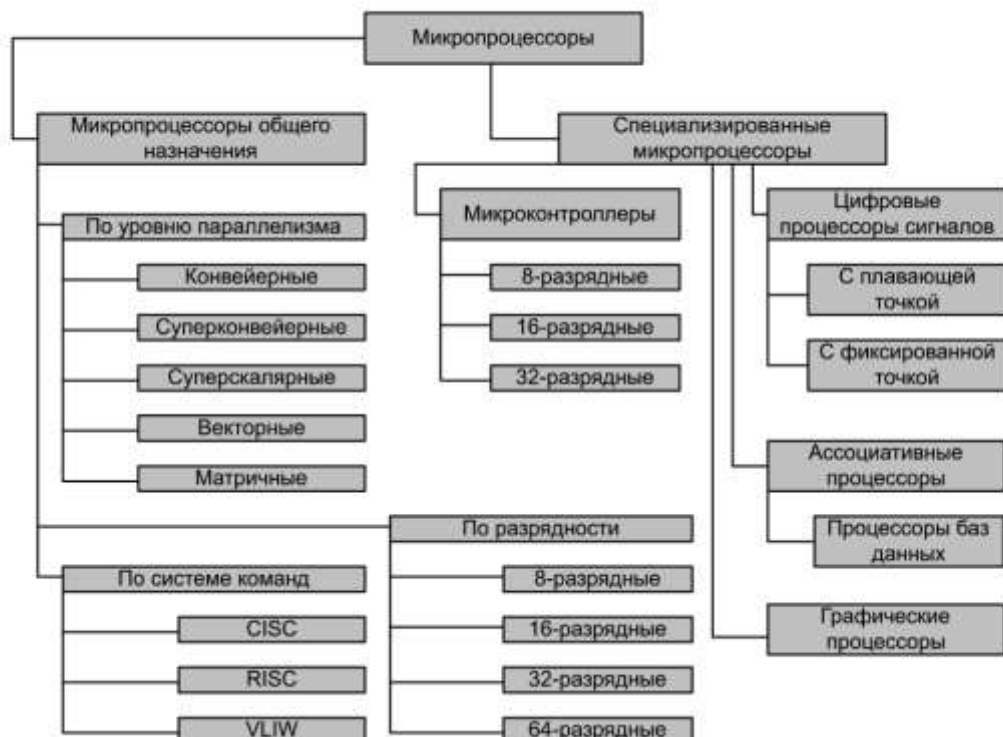 Микропроцессоры
Микропроцессоры общего
назначения
По уровню параллелизма
Конвейерные
Суперконвейерные
Суперскалярные
Векторные
Матричные
По системе команд
CISC
RISC
VLIW
По разрядности
8-разрядные
16-разрядные
32-разрядные
64-разрядные
Специализированные
микропроцессоры
Микроконтроллеры
8-разрядные
16-разрядные
32-разрядные
Цифровые
процессоры сигналов
С плавающей
точкой
С фиксированной
точкой
Ассоциативные
процессоры
Процессоры баз
данных
Графические
процессоры